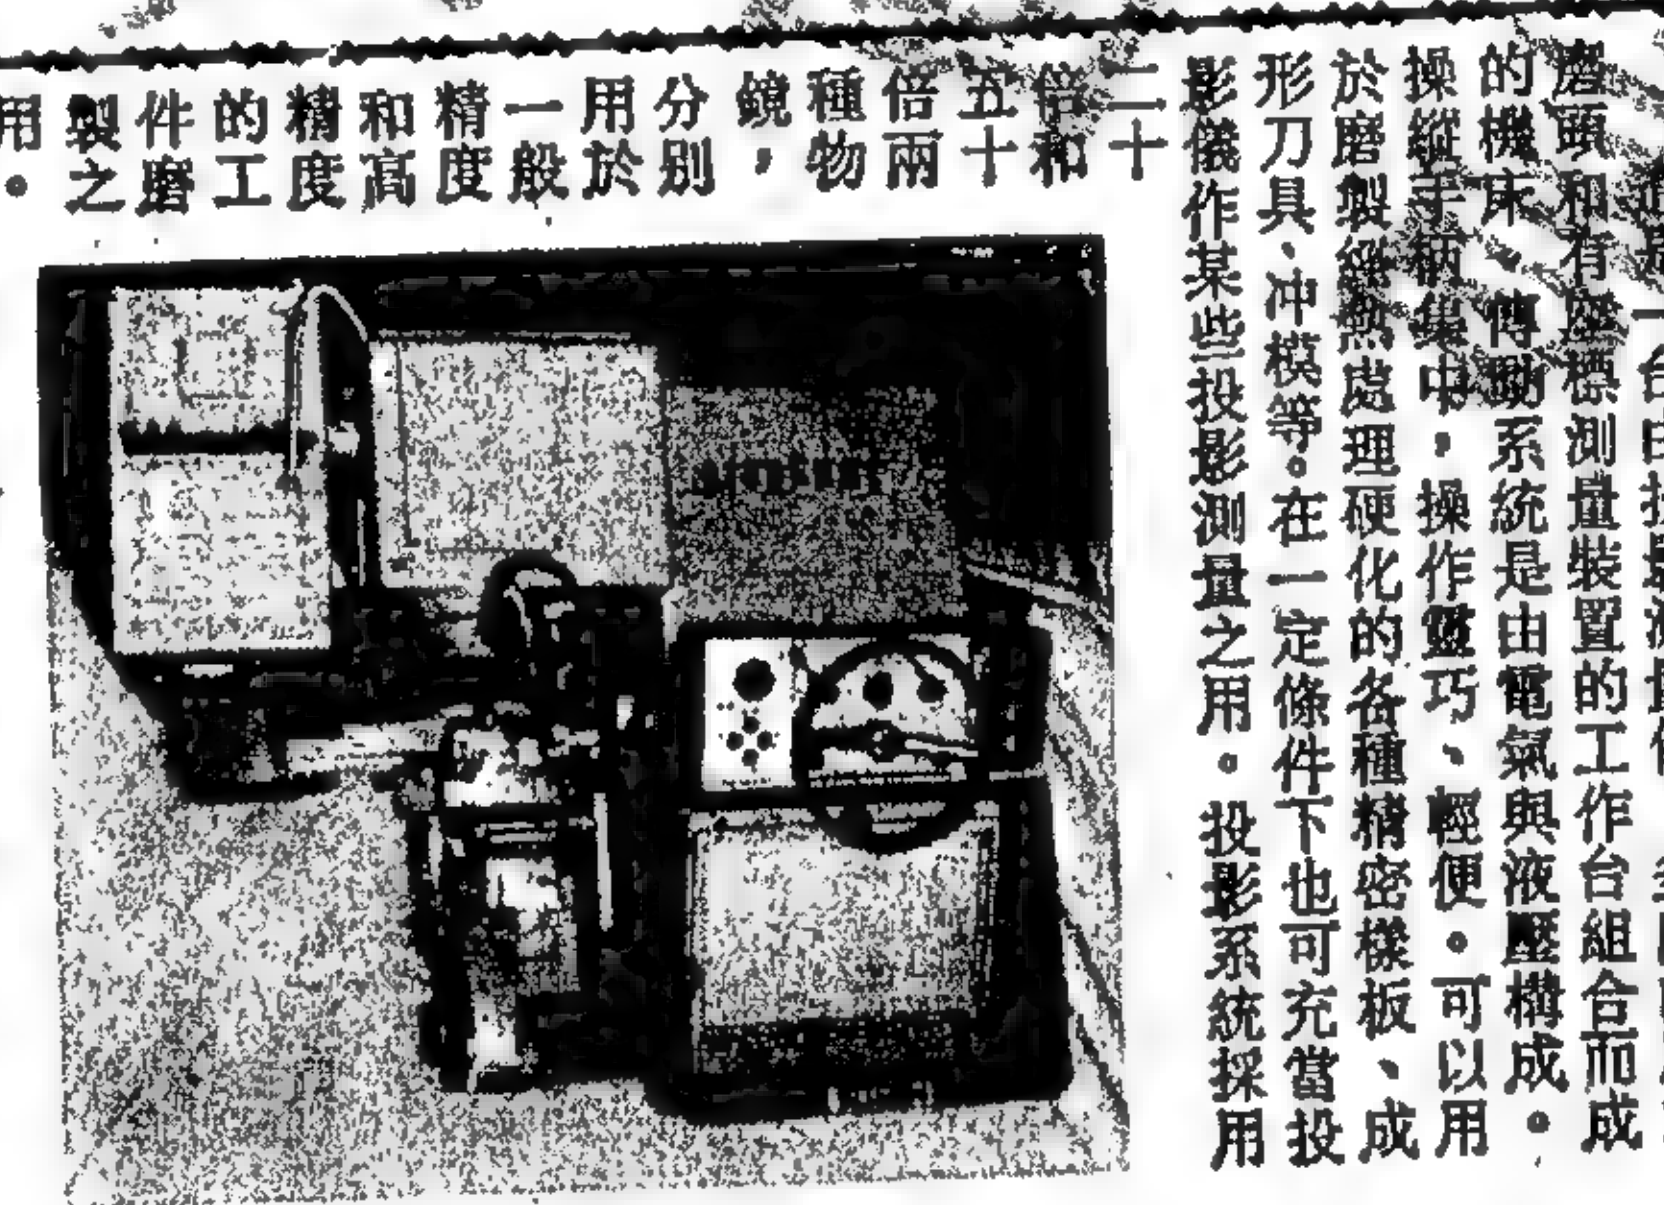 磨頭和有座標測量裝置的工作台組合而成
的機床。傳動系統是由電氣與液壓構成。
操縱手柄集中，操作靈巧、輕便。可以用
於磨製經熱處理硬化的各種精密樣板、成
形刀具、冲模等。在一定條件下也可充當投
影儀作某些投影測量之用。投影系統採用
二十
倍和
五十
倍兩
種物
鏡，
分别
用於
一般
精度
和高
精度
的工
件磨
製之
用。